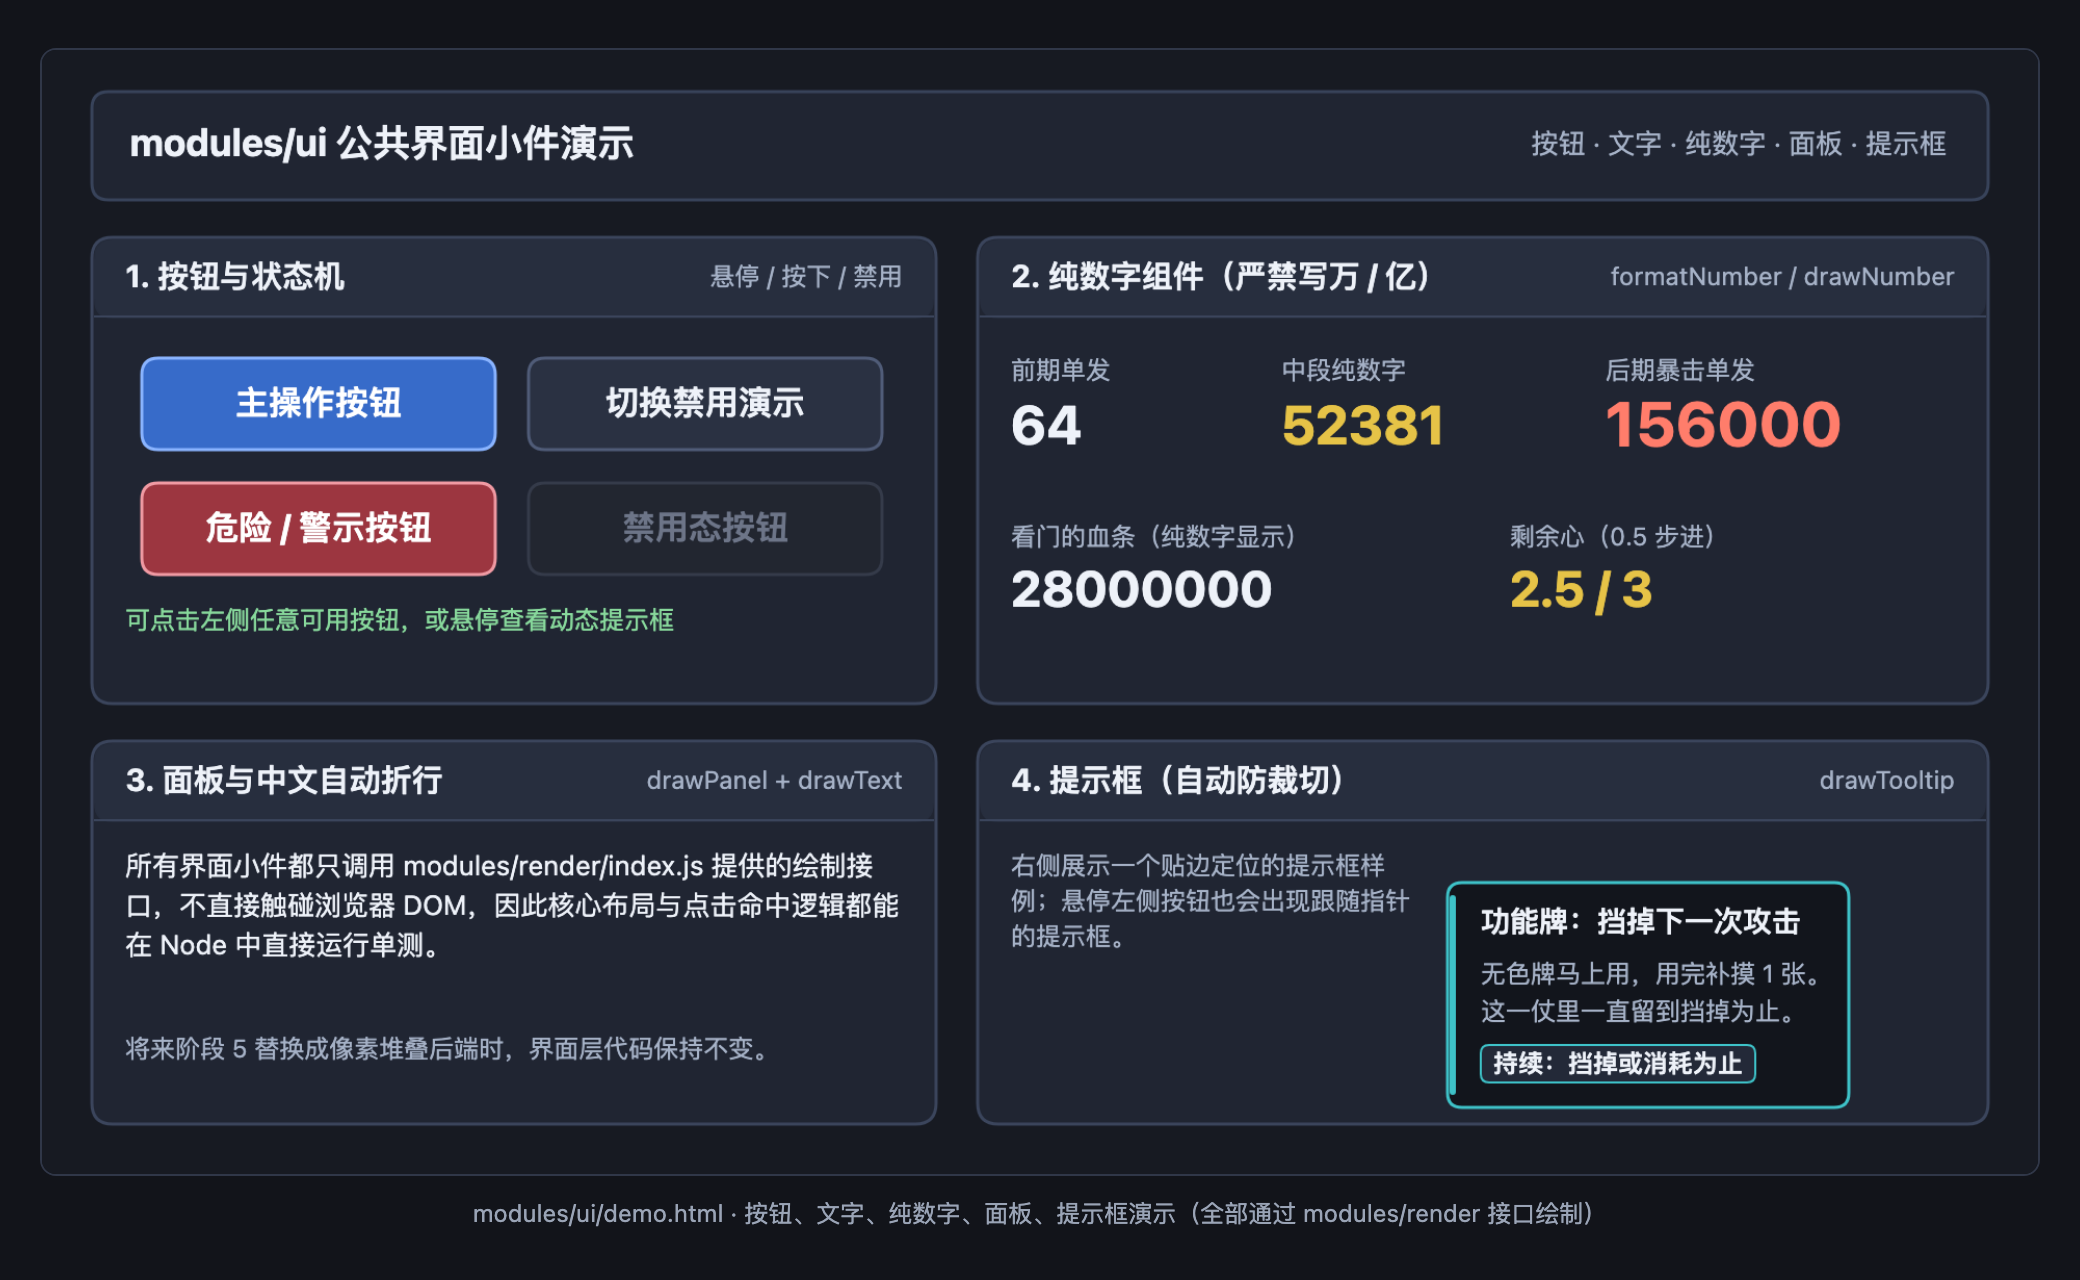 modules/ui 公共界面小件演示
按钮 · 文字 · 纯数字 · 面板 · 提示框
1. 按钮与状态机
悬停 / 按下 / 禁用
主操作按钮
切换禁用演示
危险 / 警示按钮
禁用态按钮
可点击左侧任意可用按钮，或悬停查看动态提示框
2. 纯数字组件（严禁写万 / 亿）
formatNumber / drawNumber
前期单发
中段纯数字
后期暴击单发
64
52381
156000
看门的血条（纯数字显示）
剩余心（0.5 步进）
28000000
2.5 / 3
3. 面板与中文自动折行
drawPanel + drawText
所有界面小件都只调用 modules/render/index.js 提供的绘制接
口，不直接触碰浏览器 DOM，因此核心布局与点击命中逻辑都能
在 Node 中直接运行单测。
将来阶段 5 替换成像素堆叠后端时，界面层代码保持不变。
4. 提示框（自动防裁切）
drawTooltip
右侧展示一个贴边定位的提示框样
例；悬停左侧按钮也会出现跟随指针
的提示框。
功能牌：挡掉下一次攻击
无色牌马上用，用完补摸 1 张。
这一仗里一直留到挡掉为止。
持续：挡掉或消耗为止
modules/ui/demo.html · 按钮、文字、纯数字、面板、提示框演示（全部通过 modules/render 接口绘制）